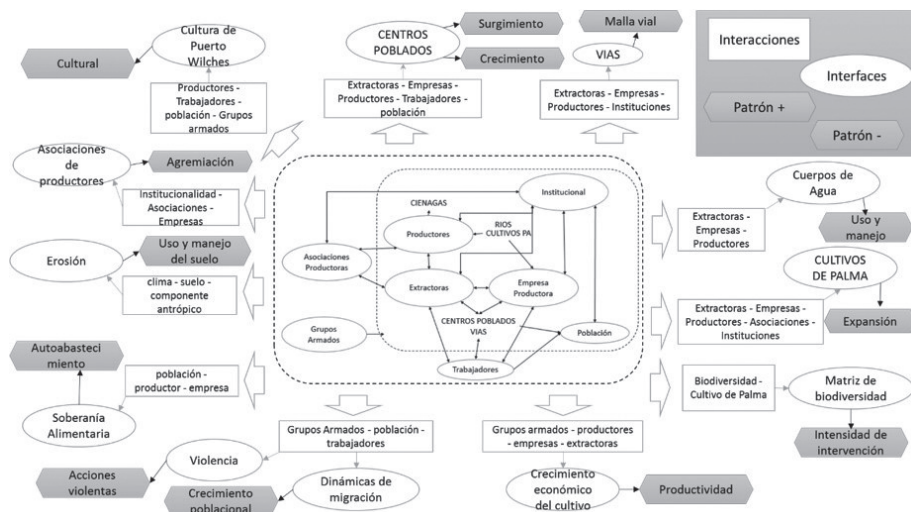 Cultural
Cultura de
Puerto
Wilches
Productores -
Trabajadores -
población - Grupos
armados
CENTROS
POBLADOS
Surgimiento
Crecimiento
Extractoras - Empresas -
Productores - Trabajadores -
población
Malla vial
VIAS
Extractoras - Empresas -
Productores - Instituciones
Interacciones
Interfaces
Patrón +
Patrón -
Asociaciones
de
productores
Agremiación
Institucionalidad -
Asociaciones -
Empresas
Erosión
Uso y manejo
del suelo
clima - suelo -
componente
antrópico
Autoabasteci
miento
población -
productor - empresa
Soberanía
Alimentaria
Institucional
CIENAGAS
Productores
RIOS
CULTIVOS PA
Asociaciones
Productoras
Extractoras
Empresa
Productora
Grupos
Armados
CENTROS POBLADOS
VIAS
Población
Trabajadores
Cuerpos de
Agua
Extractoras -
Empresas -
Productores
Uso y
manejo
CULTIVOS
DE PALMA
Extractoras - Empresas -
Productores - Asociaciones -
Instituciones
Expansión
Biodiversidad -
Cultivo de Palma
Matriz de
biodiversidad
Intensidad de
intervención
Grupos Armados - población -
trabajadores
Violencia
Acciones
violentas
Dinámicas de
migración
Crecimiento
poblacional
Grupos armados - productores
- empresas - extractoras
Crecimiento
económico
del cultivo
Productividad